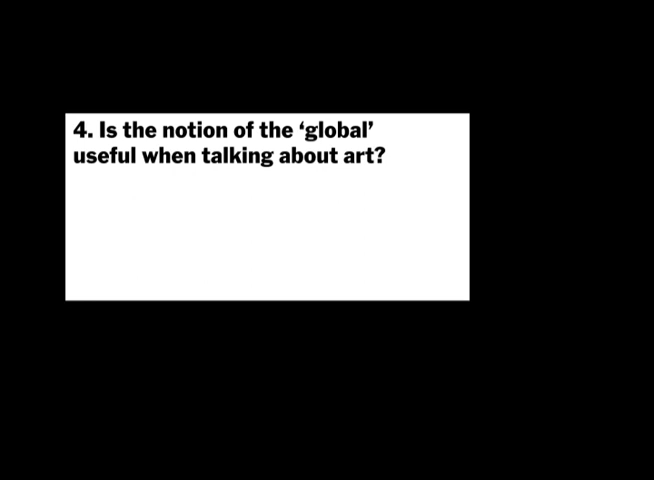 4. Is the notion of the ‘global’
useful when talking about art?